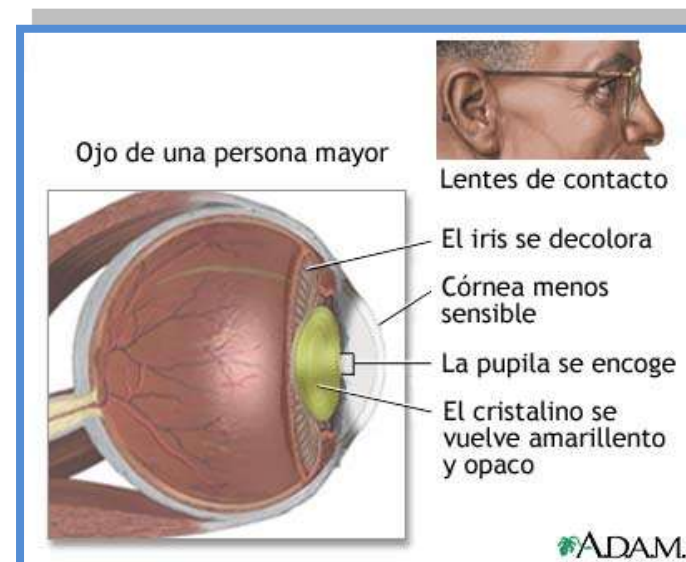 Ojo de una persona mayor
Lentes de contacto
El iris se decolora
Córnea menos
sensible
La pupila se encoge
El cristalino se
vuelve amarillento
y opaco
A.D.A.M.